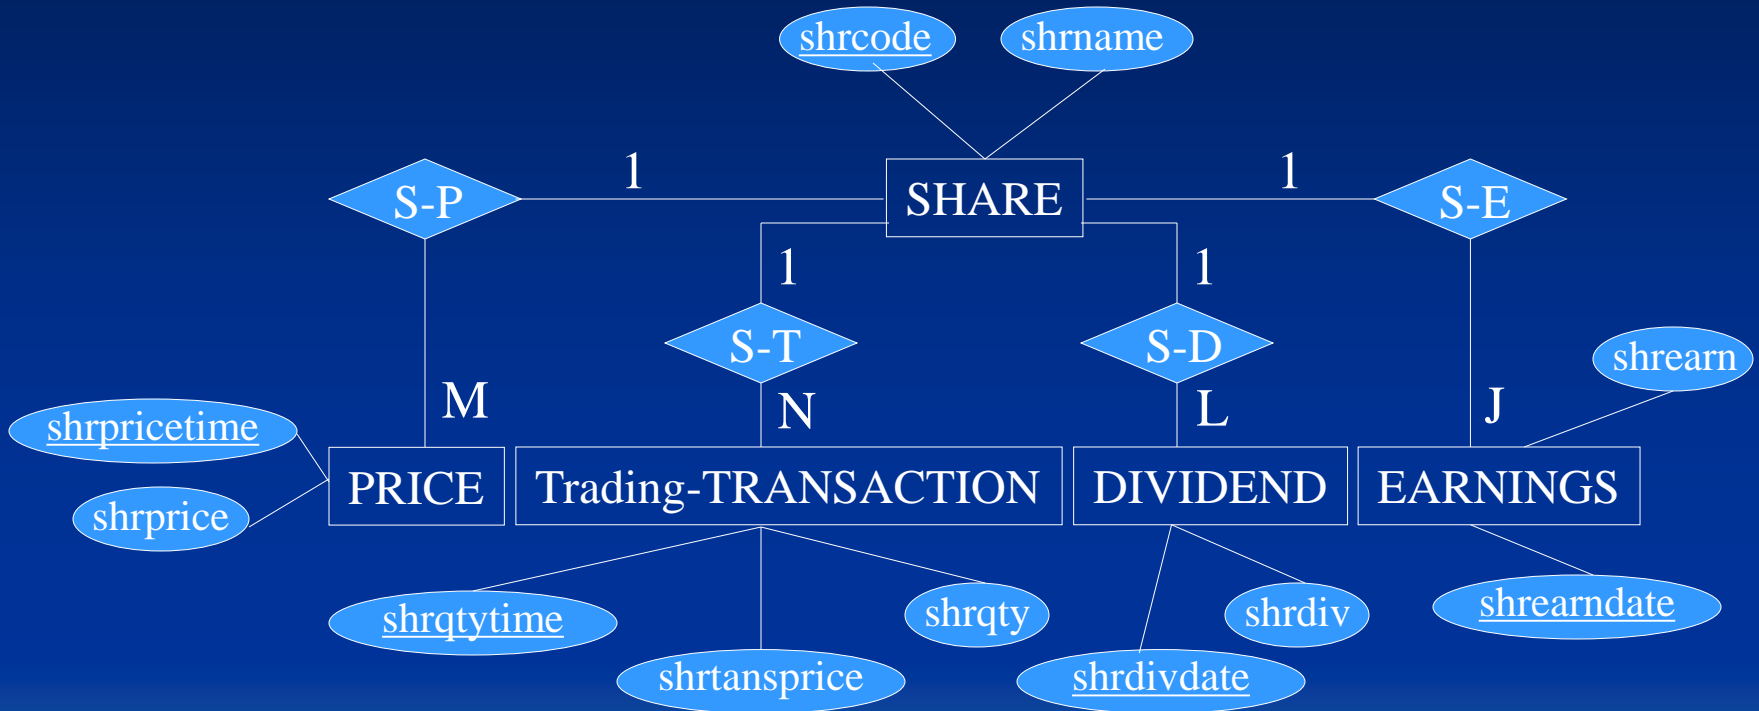 shrcode
shrname
S-P
1
SHARE
1
S-E
1
1
S-T
S-D
shrearn
M
N
L
J
shrpricetime
PRICE
Trading-TRANSACTION
DIVIDEND
EARNINGS
shrprice
shrqtytime
shrqty
shrdiv
shrearndate
shrtansprice
shrdivdate